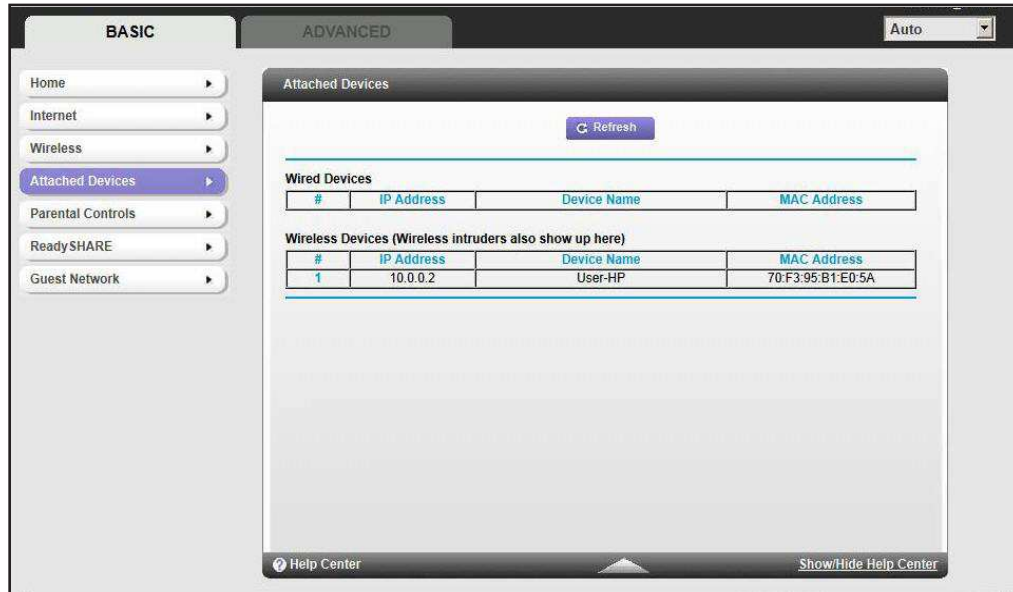 BASIC
ADVANCED
Auto
Home
Internet
Wireless
Attached Devices
Parental Controls
ReadySHARE
Guest Network
Attached Devices
Refresh
Wired Devices
# IP Address Device Name MAC Address
Wireless Devices (Wireless intruders also show up here)
# IP Address Device Name MAC Address
1 10.0.0.2 User-HP 70:F3:95:B1:E0:5A
Help Center
Show/Hide Help Center